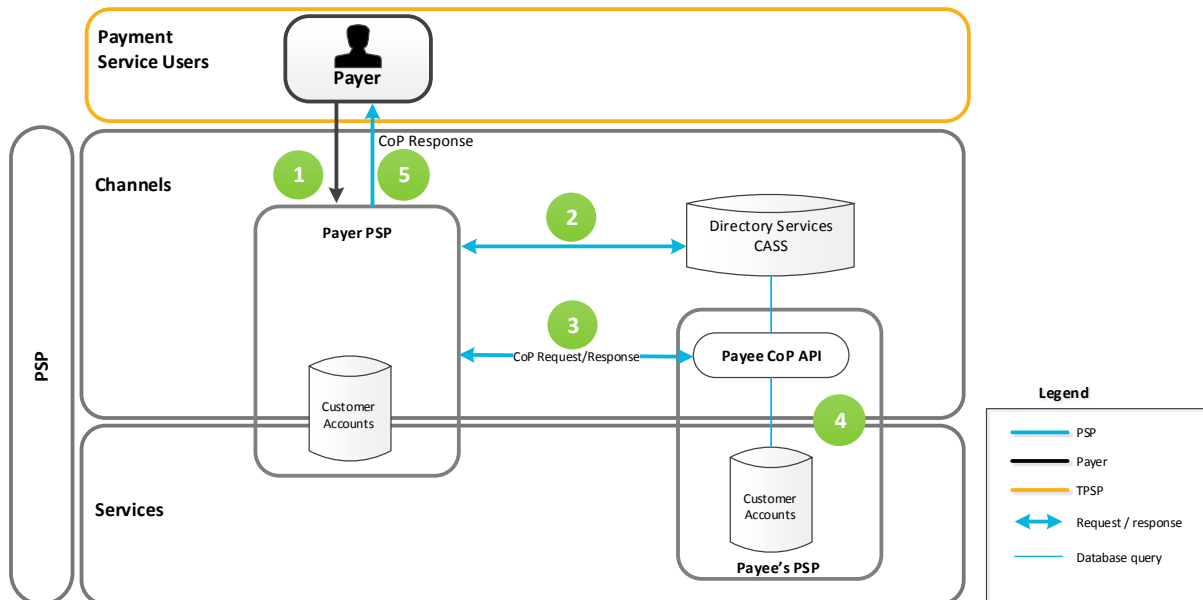 Payment
Service Users
Payer
CoP Response
1
5
Channels
2
Payer PSP
Directory Services
CASS
3
CoP Request/Response
Payee CoP API
PSP
Customer
Accounts
4
Services
Customer
Accounts
Payee's PSP
Legend
PSP
Payer
TPSP
Request / response
Database query